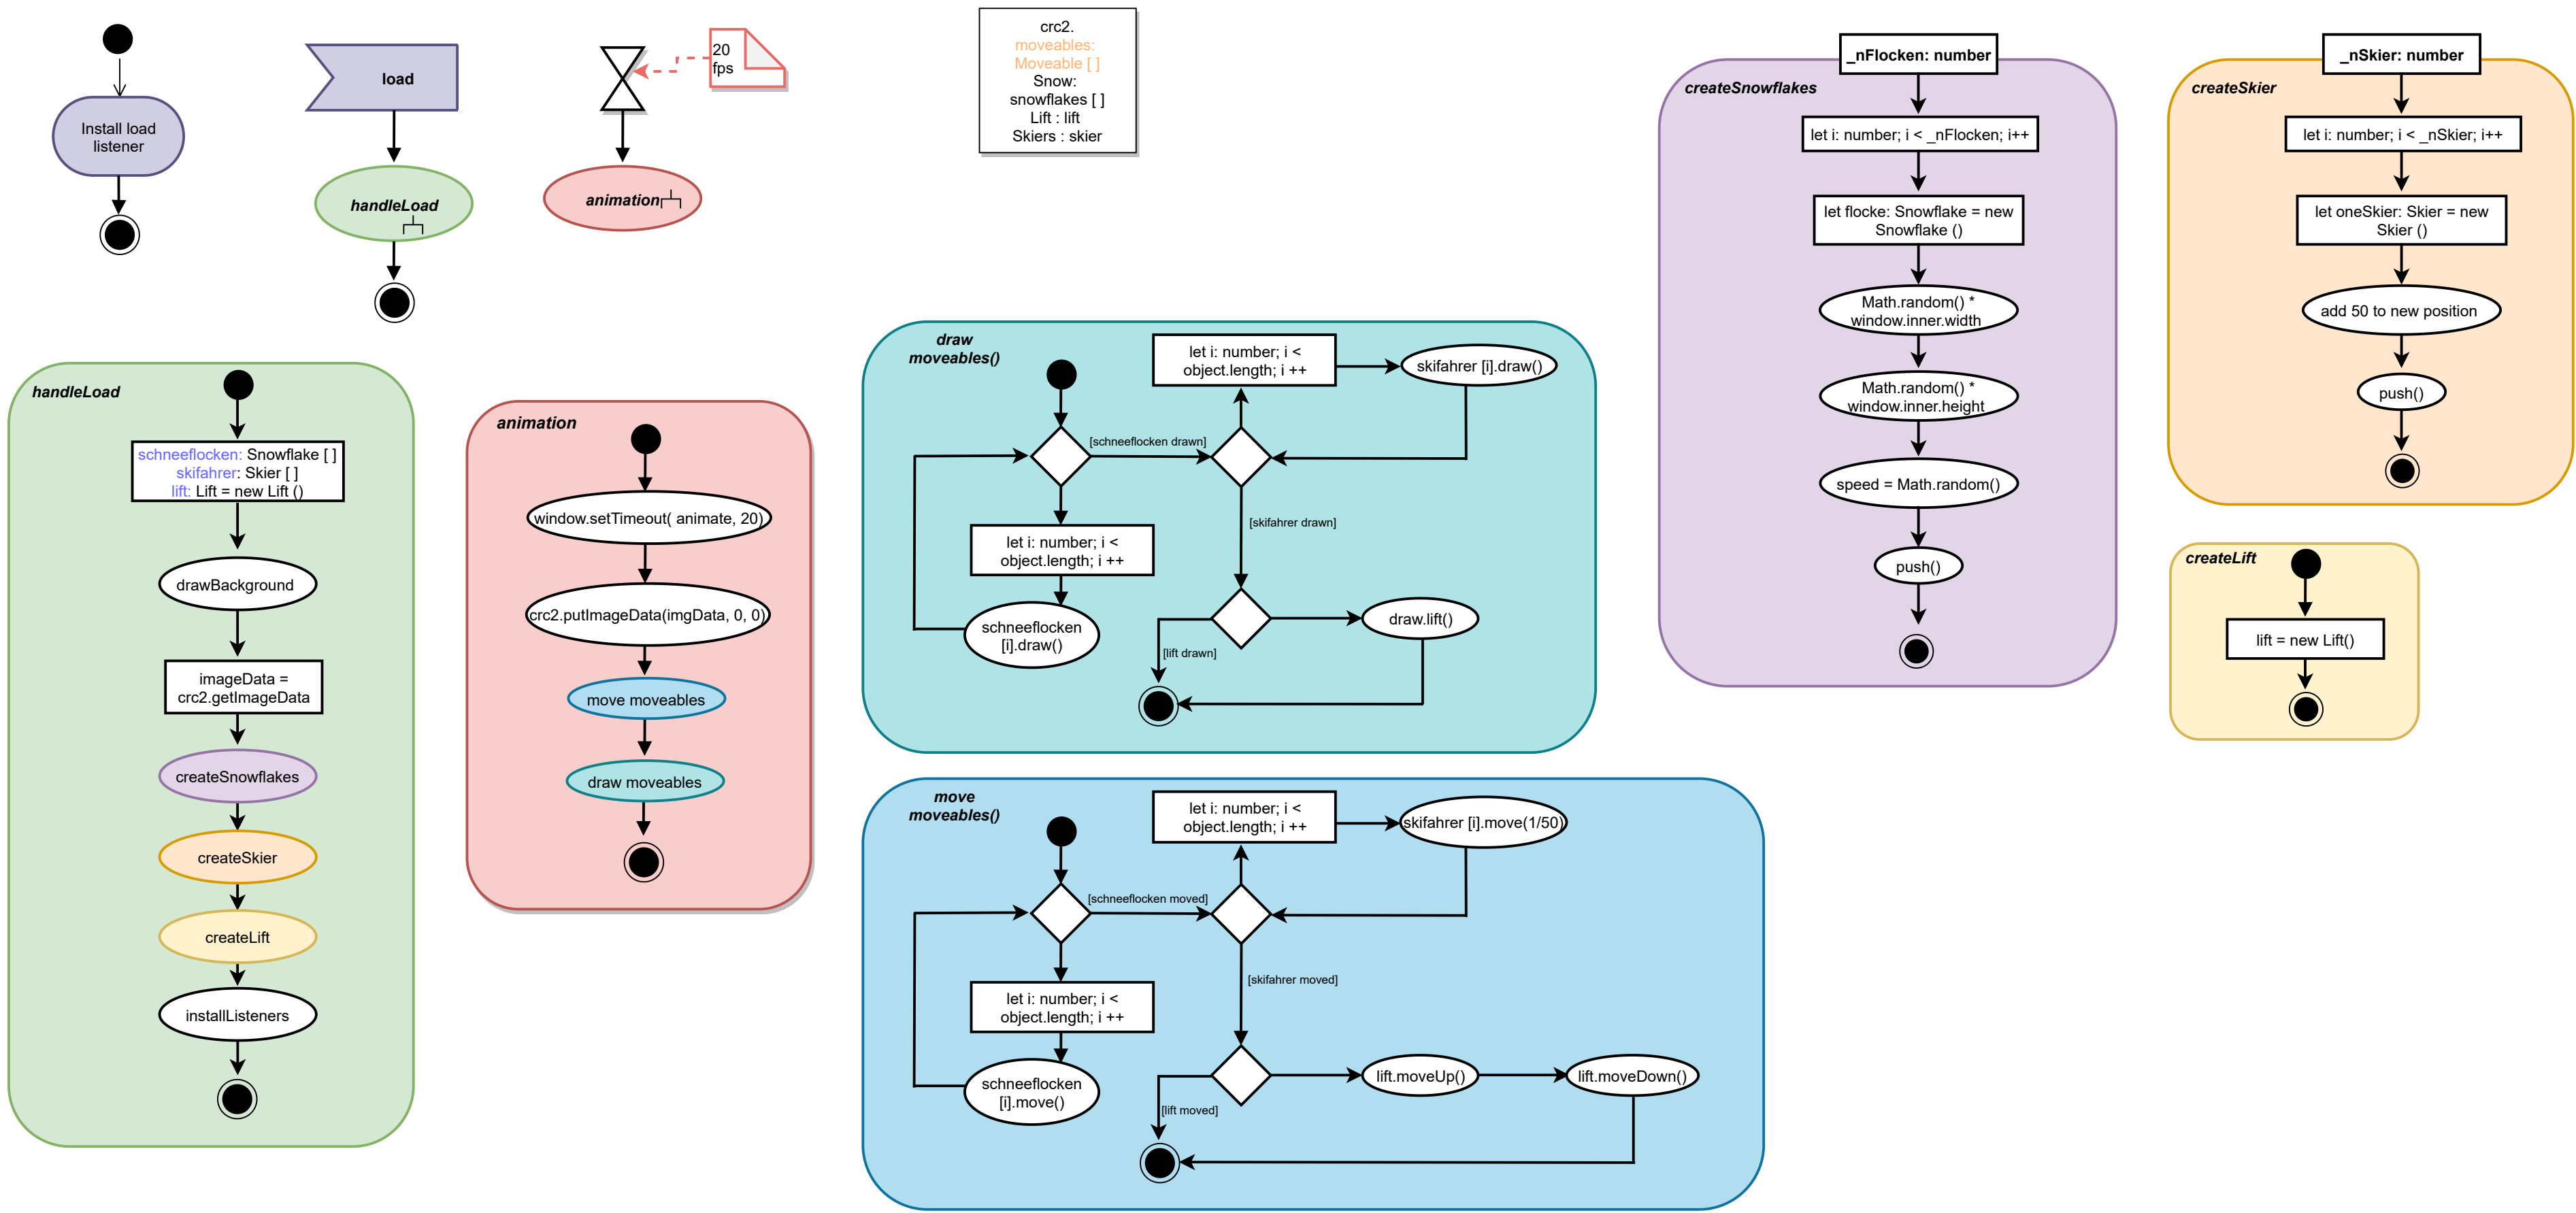 Install load
listener
load
handleLoad
20
fps
animation
crc2.
moveables:
Moveable [ ]
Snow:
snowflakes [ ]
Lift : lift
Skiers : skier
handleLoad
schneeflocken: Snowflake [ ]
skifahrer: Skier [ ]
lift: Lift = new Lift ()
drawBackground
imageData =
crc2.getImageData
createSnowflakes
createSkier
createLift
installListeners
animation
window.setTimeout( animate, 20)
crc2.putImageData(imgData, 0, 0)
move moveables
draw moveables
draw
moveables()
let i: number; i <
object.length; i ++
skifahrer [i].draw()
[schneeflocken drawn]
[skifahrer drawn]
let i: number; i <
object.length; i ++
schneeflocken
[i].draw()
draw.lift()
[lift drawn]
move
moveables()
let i: number; i <
object.length; i ++
skifahrer [i].move(1/50)
[schneeflocken moved]
[skifahrer moved]
let i: number; i <
object.length; i ++
schneeflocken
[i].move()
lift.moveUp()
lift.moveDown()
[lift moved]
_nFlocken: number
createSnowflakes
let i: number; i < _nFlocken; i++
let flocke: Snowflake = new
Snowflake ()
Math.random() *
window.inner.width
Math.random() *
window.inner.height
speed = Math.random()
push()
_nSkier: number
createSkier
let i: number; i < _nSkier; i++
let oneSkier: Skier = new
Skier ()
add 50 to new position
push()
createLift
lift = new Lift()